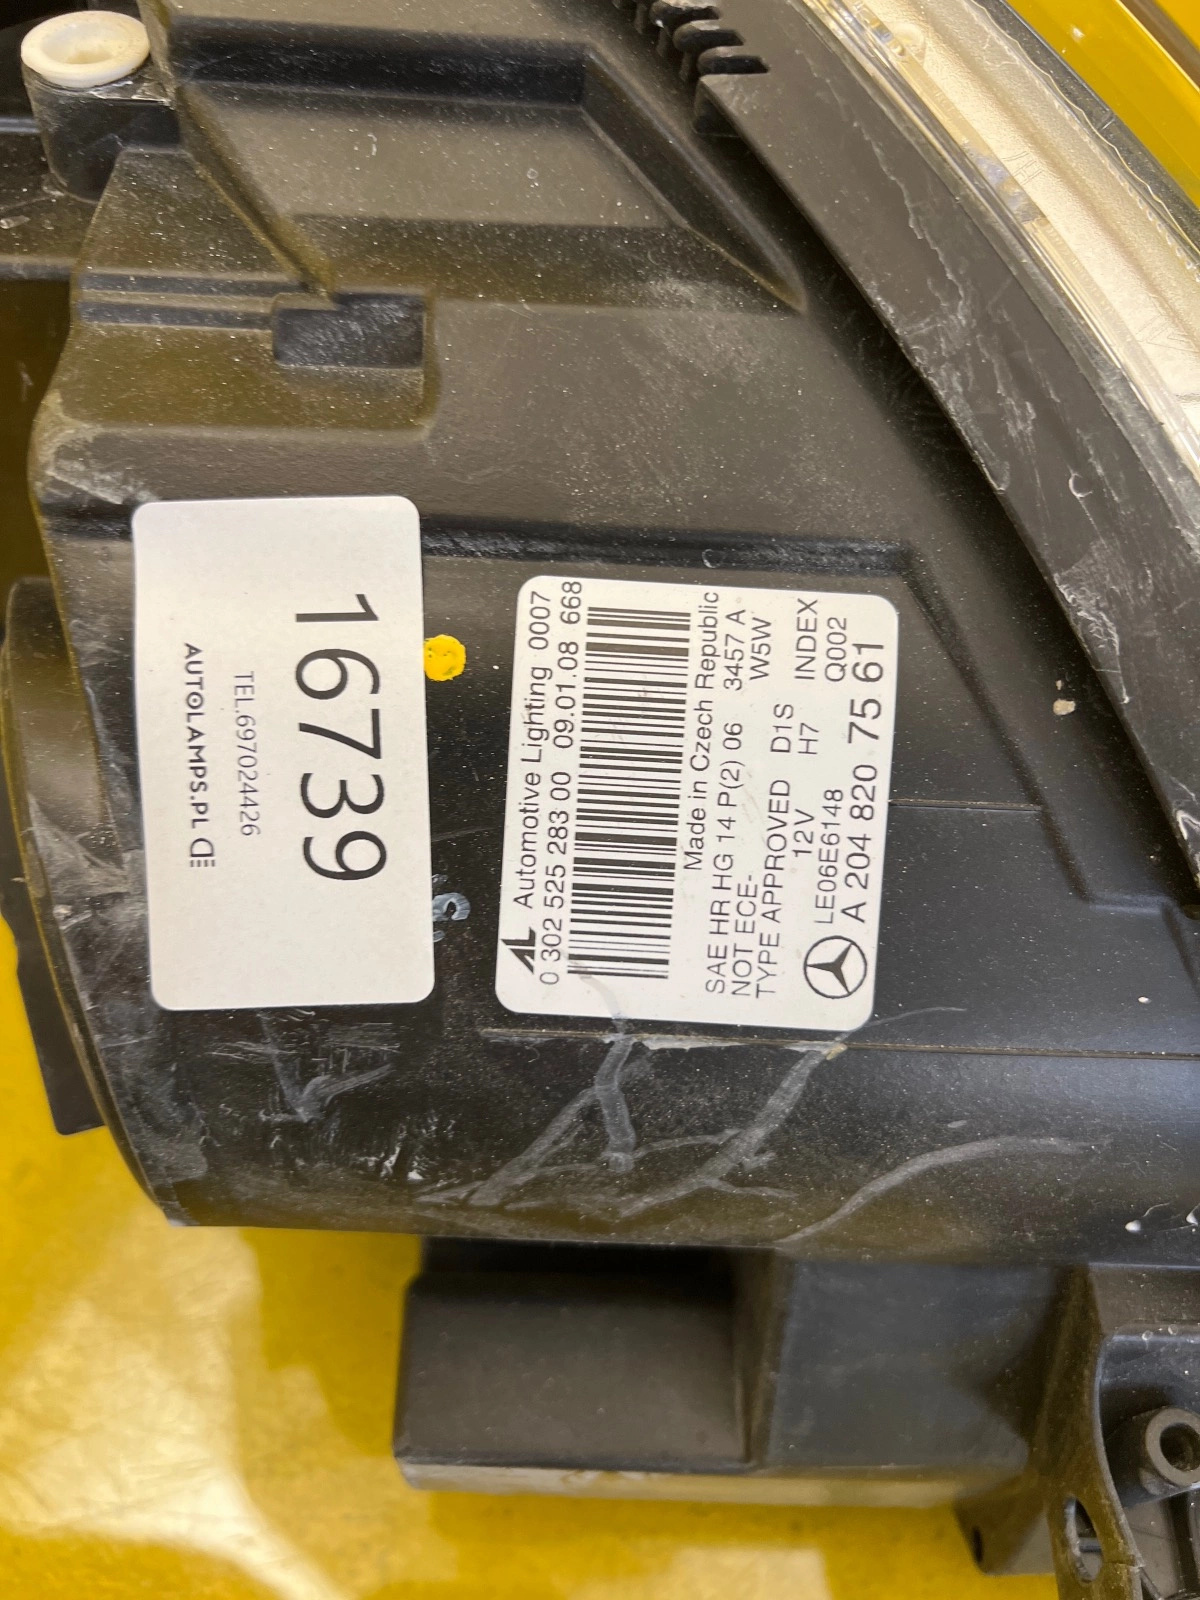 16739
TEL.697024426
AUTOLAMPS.PL
AL Automotive Lighting 0007
0 302 525 283 00 09.01.08 668
Made in Czech Republic
SAE HR HG 14 P(2) 06 3457 A
NOT ECE- W5W
TYPE APPROVED D1S
12V H7 INDEX
LE06E6148 Q002
A 204 820 75 61